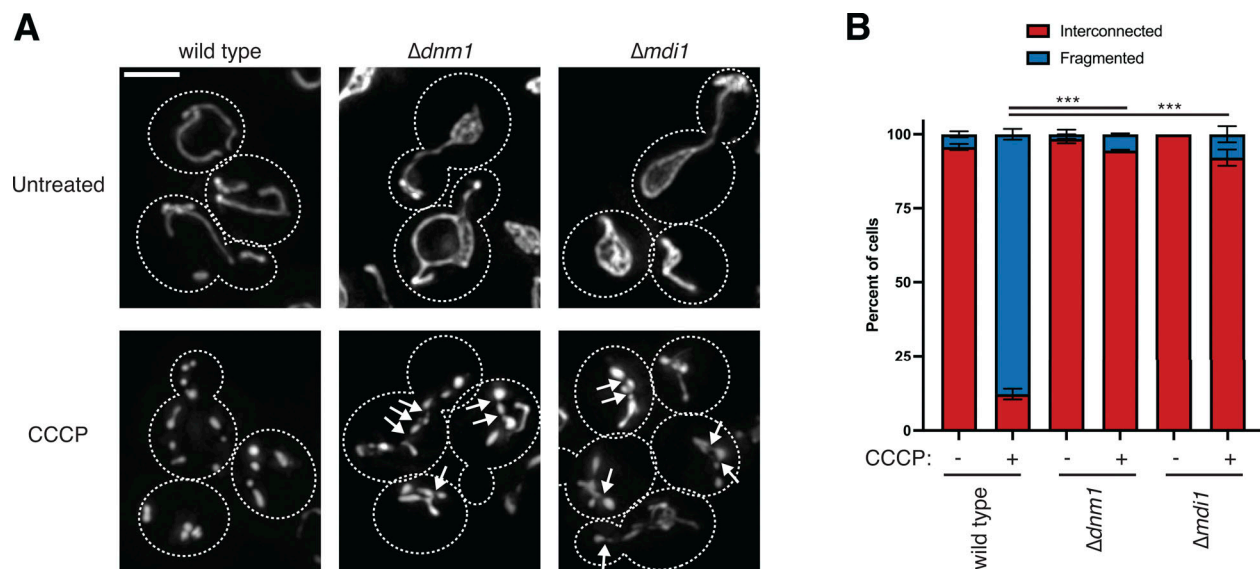 A
wild type
Δdnm1
Δmdi1
Untreated
CCCP
B
Interconnected
Fragmented
***
***
Percent of cells
100
75
50
25
0
CCCP: - + - + - +
wild type
Δdnm1
Δmdi1